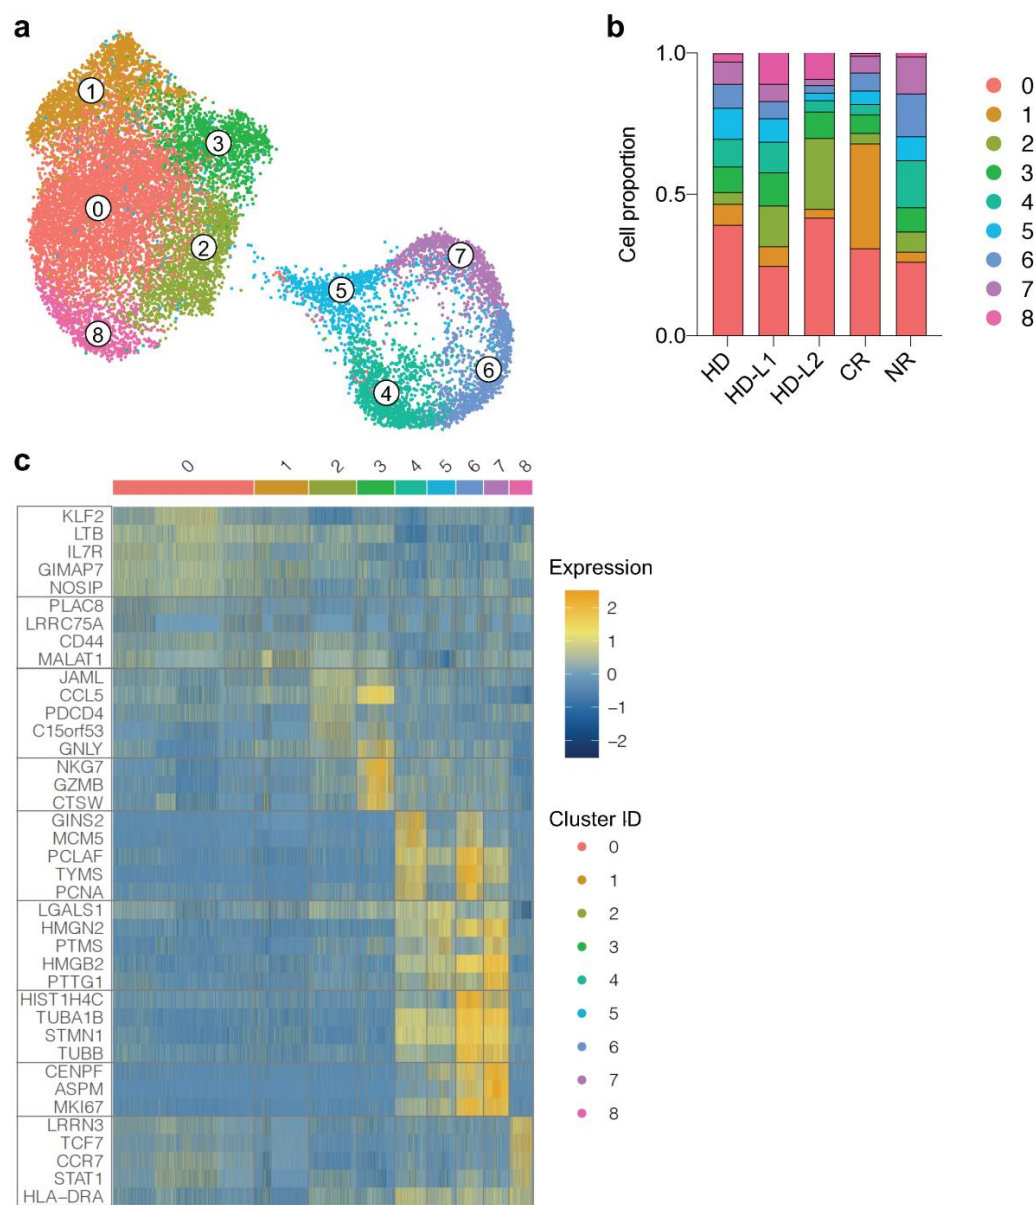 a
1
3
0
2
8
5
7
6
4
b
1.0
0.5
0.0
Cell proportion
HD
HD-L1
HD-L2
CR
NR
0
1
2
3
4
5
6
7
8
c
0 1 2 3 4 5 6 7 8
KLF2
LTB
IL7R
GIMAP7
NOSIP
PLAC8
LRRC75A
CD44
MALAT1
JAML
CCL5
PDCD4
C15orf53
GNLY
NKG7
GZMB
CTSW
GINS2
MCM5
PCLAF
TYMS
PCNA
LGALS1
HMGN2
PTMS
HMGB2
PTTG1
HIST1H4C
TUBA1B
STMN1
TUBB
CENPF
ASPM
MKI67
LRRN3
TCF7
CCR7
STAT1
HLA−DRA
Expression
2
1
0
−1
−2
Cluster ID
0
1
2
3
4
5
6
7
8